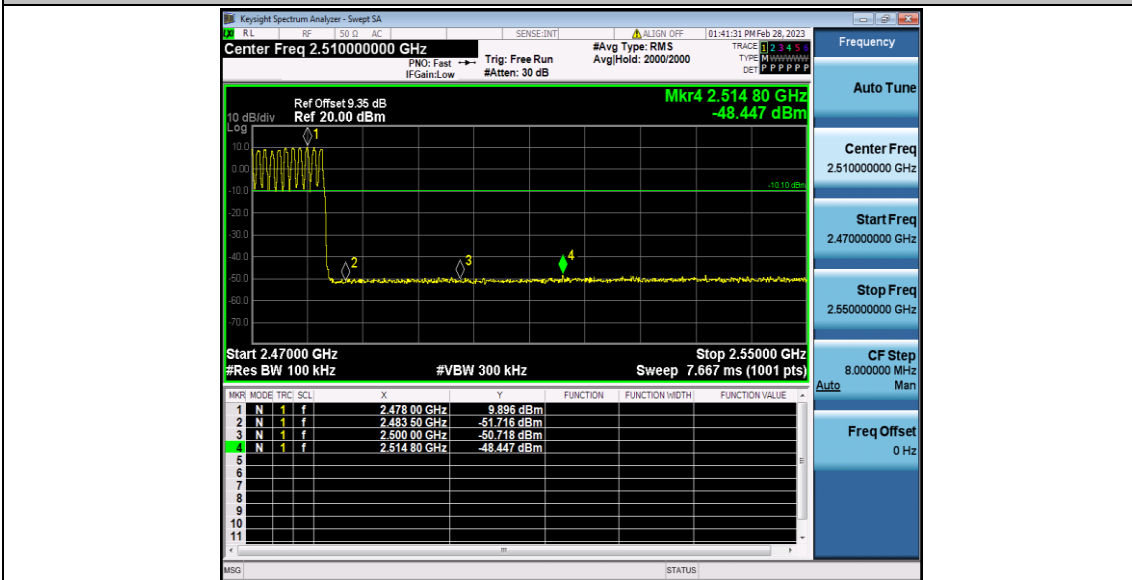 Keysight Spectrum Analyzer - Swept SA
RL RF 50 Ω AC SENSE:INT ALIGN OFF 01:41:31 PM Feb 28, 2023
Center Freq 2.510000000 GHz
PNO: Fast
IFGain:Low
Trig: Free Run
#Atten: 30 dB
#Avg Type: RMS
Avg|Hold: 2000/2000
TRACE 1 2 3 4 5 6
TYPE M WWWWW
DET P P P P P P
Frequency
Auto Tune
Center Freq
2.510000000 GHz
Start Freq
2.470000000 GHz
Stop Freq
2.550000000 GHz
CF Step
8.000000 MHz
Auto Man
Freq Offset
0 Hz
Mkr4 2.514 80 GHz
-48.447 dBm
Ref Offset 9.35 dB
10 dB/div Ref 20.00 dBm
Log
10.0
0.00
-10.0
-20.0
-30.0
-40.0
-50.0
-60.0
-70.0
1
-10.10 dBm
2
3
4
Start 2.47000 GHz Stop 2.55000 GHz
#Res BW 100 kHz #VBW 300 kHz Sweep 7.667 ms (1001 pts)
MKR MODE TRC SCL X Y FUNCTION FUNCTION WIDTH FUNCTION VALUE
1 N 1 f 2.478 00 GHz 9.896 dBm
2 N 1 f 2.483 50 GHz -51.716 dBm
3 N 1 f 2.500 00 GHz -50.718 dBm
4 N 1 f 2.514 80 GHz -48.447 dBm
5
6
7
8
9
10
11
MSG STATUS